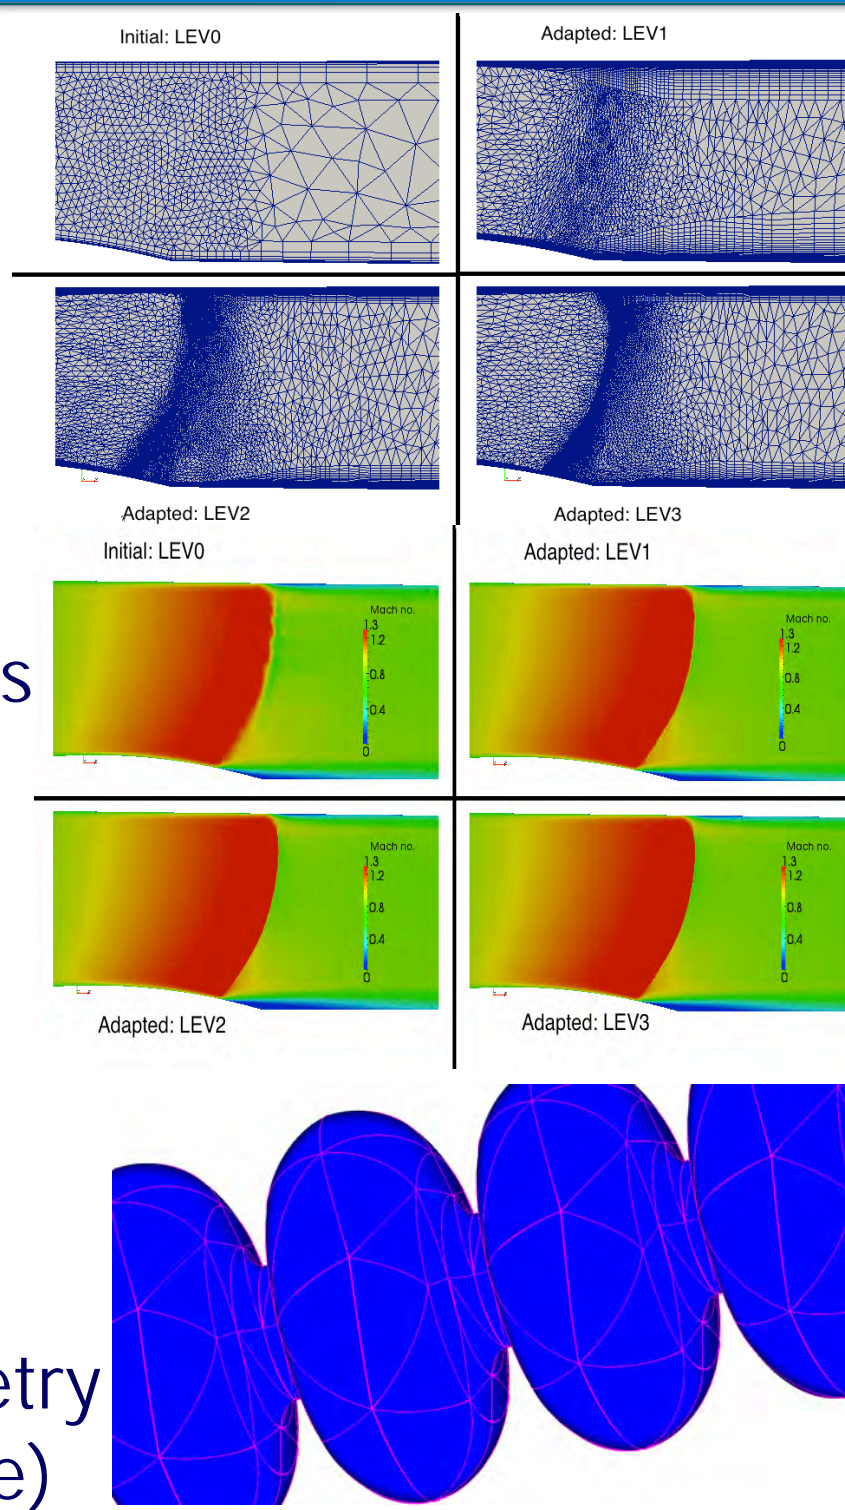 Initial: LEV0
Adapted: LEV1
Adapted: LEV2
Adapted: LEV3
Initial: LEV0
Adapted: LEV1
Mach no.
1.3
1.2
0.8
0.4
0
Mach no.
1.3
1.2
0.8
0.4
0
s
Mach no.
1.3
1.2
0.8
0.4
0
Mach no.
1.3
1.2
0.8
0.4
0
Adapted: LEV2
Adapted: LEV3
etry
e)